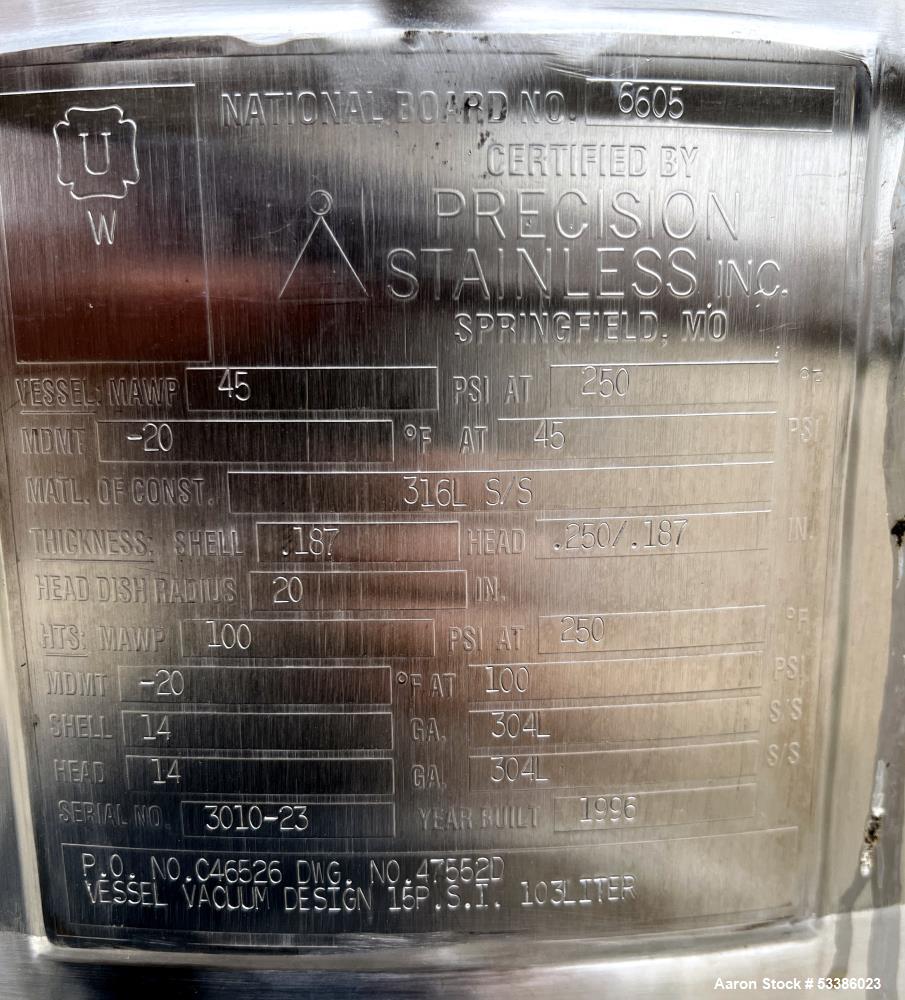 NATIONAL BOARD NO. 6605
U
W
CERTIFIED BY
PRECISION
STAINLESS INC.
SPRINGFIELD, MO
VESSEL: MAWP 45 PSI AT 250 °F
MDMT -20 °F AT 45 PSI
MATL. OF CONST. 316L S/S
THICKNESS: SHELL .187 HEAD .250/.187 IN.
HEAD DISH RADIUS 20 IN.
HTS: MAWP 100 PSI AT 250 °F
MDMT -20 °F AT 100 PSI
SHELL 14 GA. 304L S/S
HEAD 14 GA. 304L S/S
SERIAL NO. 3010-23 YEAR BUILT 1996
P.O. NO.C46526 DWG. NO.47552D
VESSEL VACUUM DESIGN 15P.S.I. 103LITER
Aaron Stock # 53386023